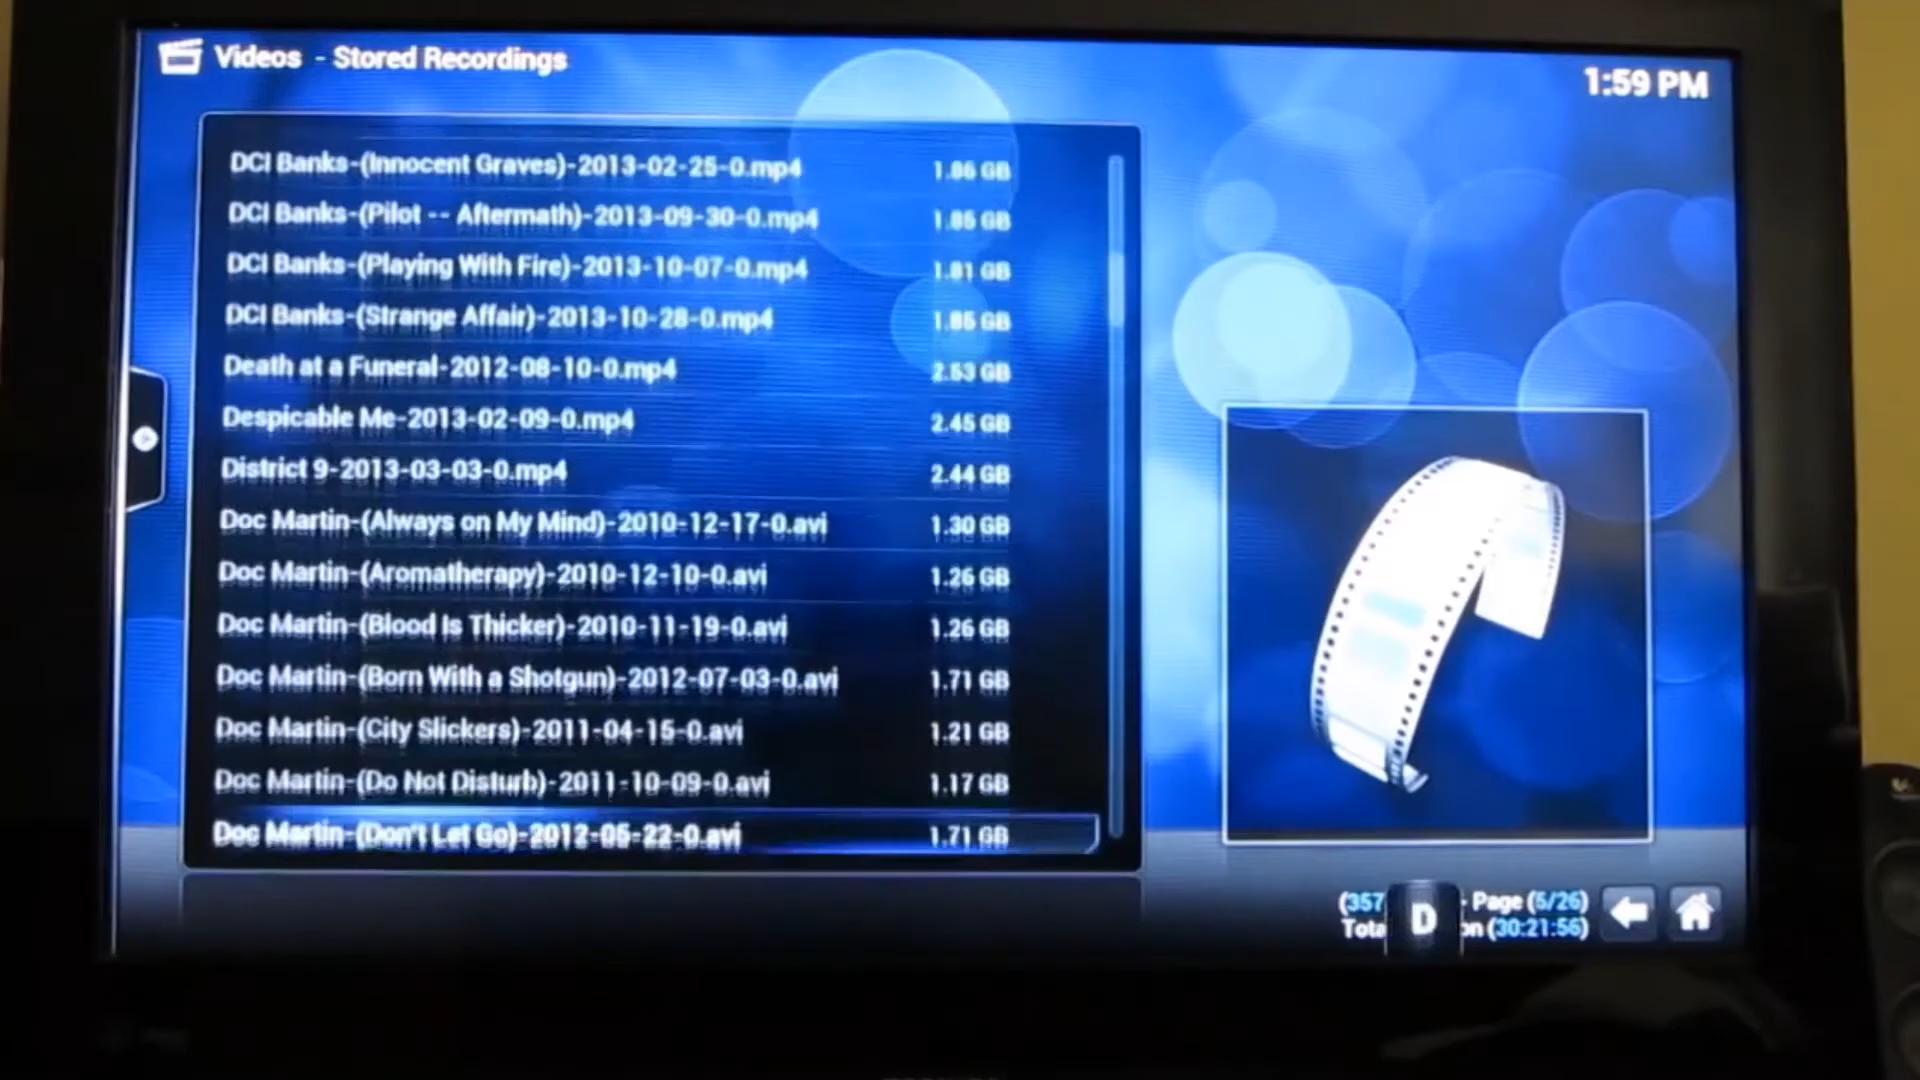 Videos - Stored Recordings
1:59 PM
DCI Banks-(Innocent Graves)-2013-02-25-0.mp4 1.86 GB
DCI Banks-(Pilot -- Aftermath)-2013-09-30-0.mp4 1.85 GB
DCI Banks-(Playing With Fire)-2013-10-07-0.mp4 1.81 GB
DCI Banks-(Strange Affair)-2013-10-28-0.mp4 1.85 GB
Death at a Funeral-2012-08-10-0.mp4 2.53 GB
Despicable Me-2013-02-09-0.mp4 2.45 GB
District 9-2013-03-03-0.mp4 2.44 GB
Doc Martin-(Always on My Mind)-2010-12-17-0.avi 1.30 GB
Doc Martin-(Aromatherapy)-2010-12-10-0.avi 1.26 GB
Doc Martin-(Blood Is Thicker)-2010-11-19-0.avi 1.26 GB
Doc Martin-(Born With a Shotgun)-2012-07-03-0.avi 1.71 GB
Doc Martin-(City Slickers)-2011-04-15-0.avi 1.21 GB
Doc Martin-(Do Not Disturb)-2011-10-09-0.avi 1.17 GB
Doc Martin-(Don't Let Go)-2012-05-22-0.avi 1.71 GB
(357 D - Page (5/26)
(30:21:56)